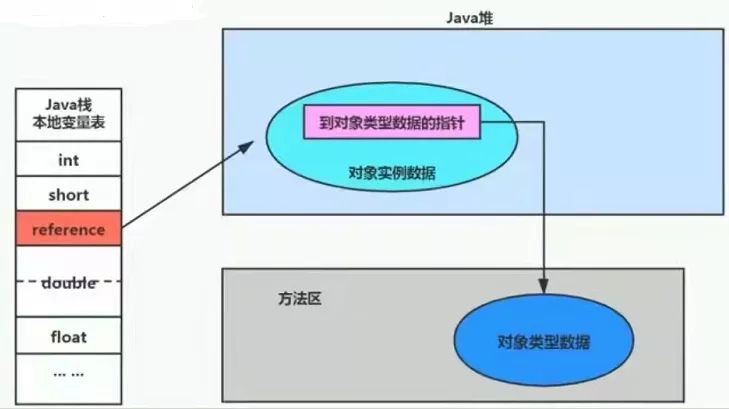 Java堆
Java栈
本地变量表
int
short
reference
double
float
... ...
到对象类型数据的指针
对象实例数据
方法区
对象类型数据